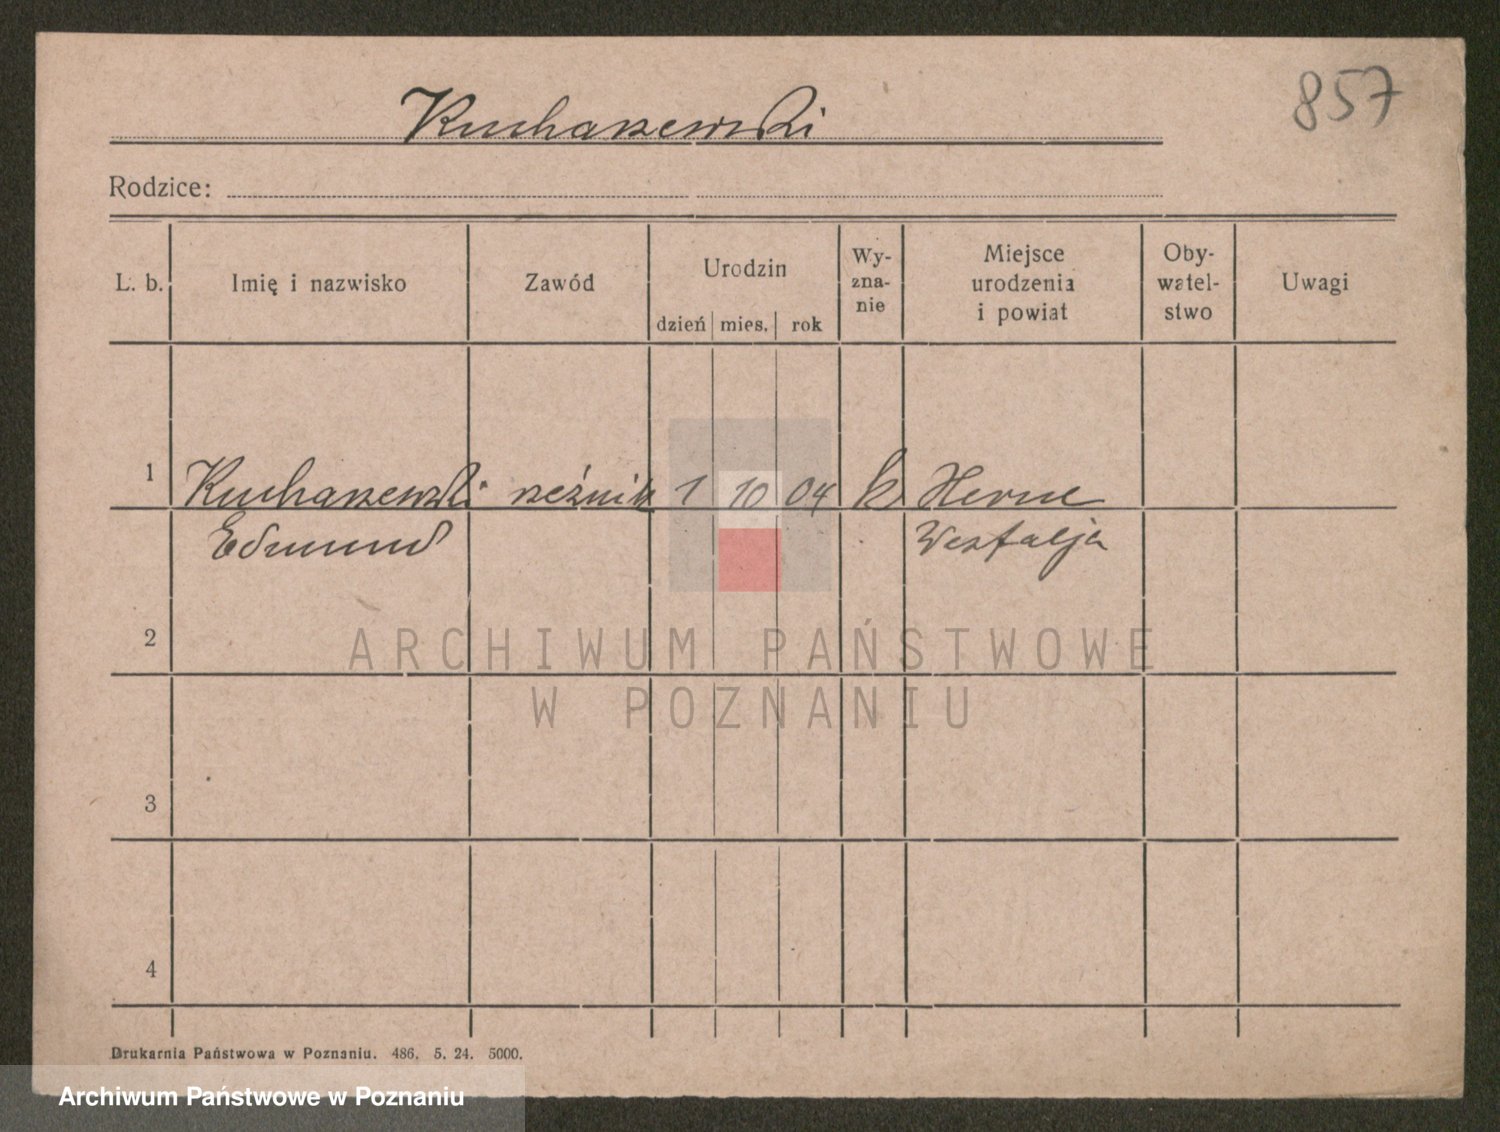 857
Kucharzewski
Rodzice:
L. b. Imię i nazwisko Zawód Urodzin dzień mies. rok Wy-zna-nie Miejsce urodzenia i powiat Oby-watel-stwo Uwagi
1 Kucharzewski rzeźnik 1 10 04 k Herne
Edmund Westfalja
2
ARCHIWUM PAŃSTWOWE
W POZNANIU
3
4
Drukarnia Państwowa w Poznaniu. 486. 5. 24. 5000.
Archiwum Państwowe w Poznaniu